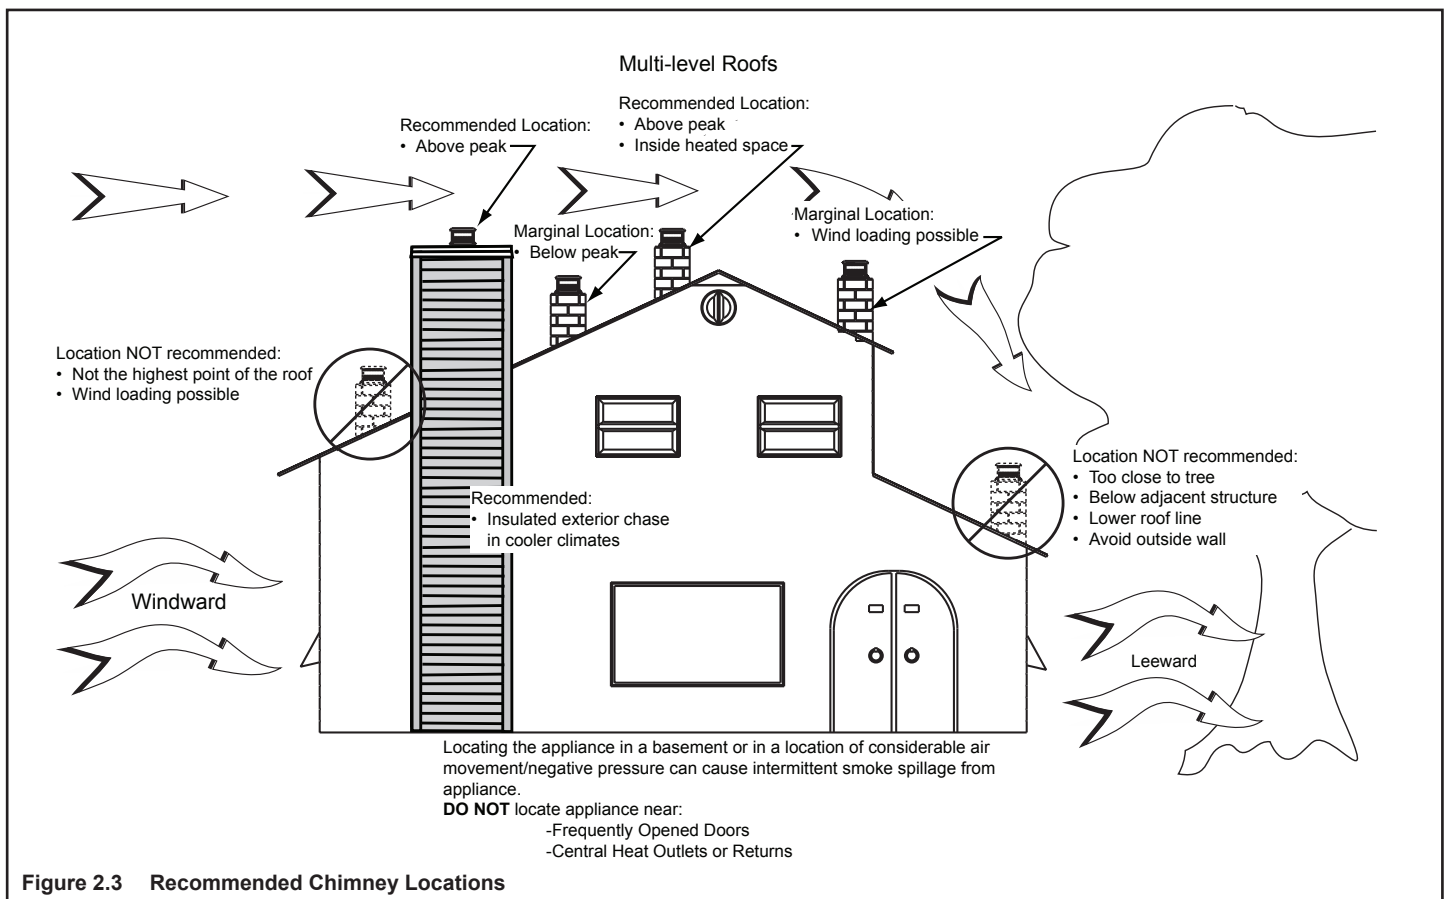 Multi-level Roofs
Recommended Location:
• Above peak
• Inside heated space
Recommended Location:
• Above peak
Marginal Location:
• Below peak
Marginal Location:
• Wind loading possible
Location NOT recommended:
• Not the highest point of the roof
• Wind loading possible
Location NOT recommended:
• Too close to tree
• Below adjacent structure
• Lower roof line
• Avoid outside wall
Recommended:
• Insulated exterior chase
in cooler climates
Windward
Leeward
Locating the appliance in a basement or in a location of considerable air
movement/negative pressure can cause intermittent smoke spillage from
appliance.
DO NOT locate appliance near:
-Frequently Opened Doors
-Central Heat Outlets or Returns
Figure 2.3 Recommended Chimney Locations